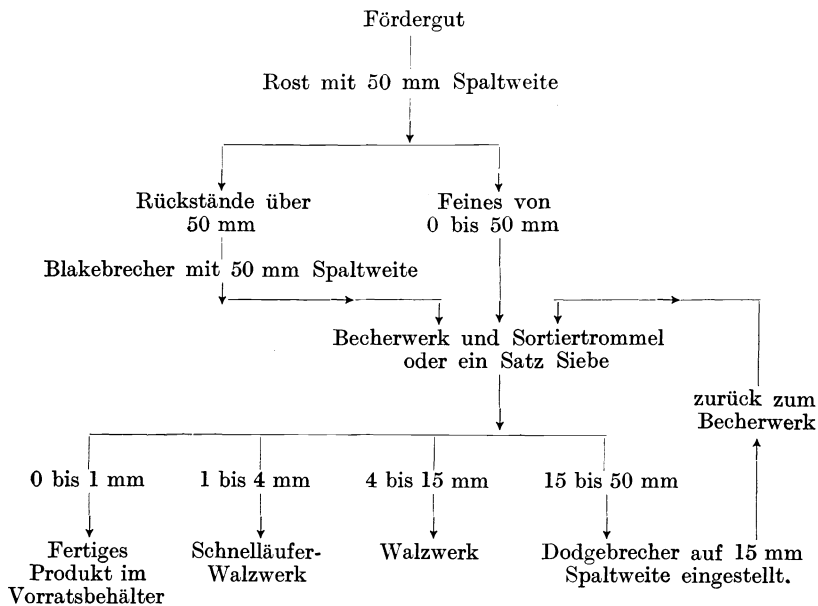 Fördergut
Rost mit 50 mm Spaltweite
Rückstände über
50 mm
Feines von
0 bis 50 mm
Blakebrecher mit 50 mm Spaltweite
Becherwerk und Sortiertrommel
oder ein Satz Siebe
zurück zum
Becherwerk
0 bis 1 mm
1 bis 4 mm
4 bis 15 mm
15 bis 50 mm
Fertiges
Produkt im
Vorratsbehälter
Schnelläufer-
Walzwerk
Walzwerk
Dodgebrecher auf 15 mm
Spaltweite eingestellt.